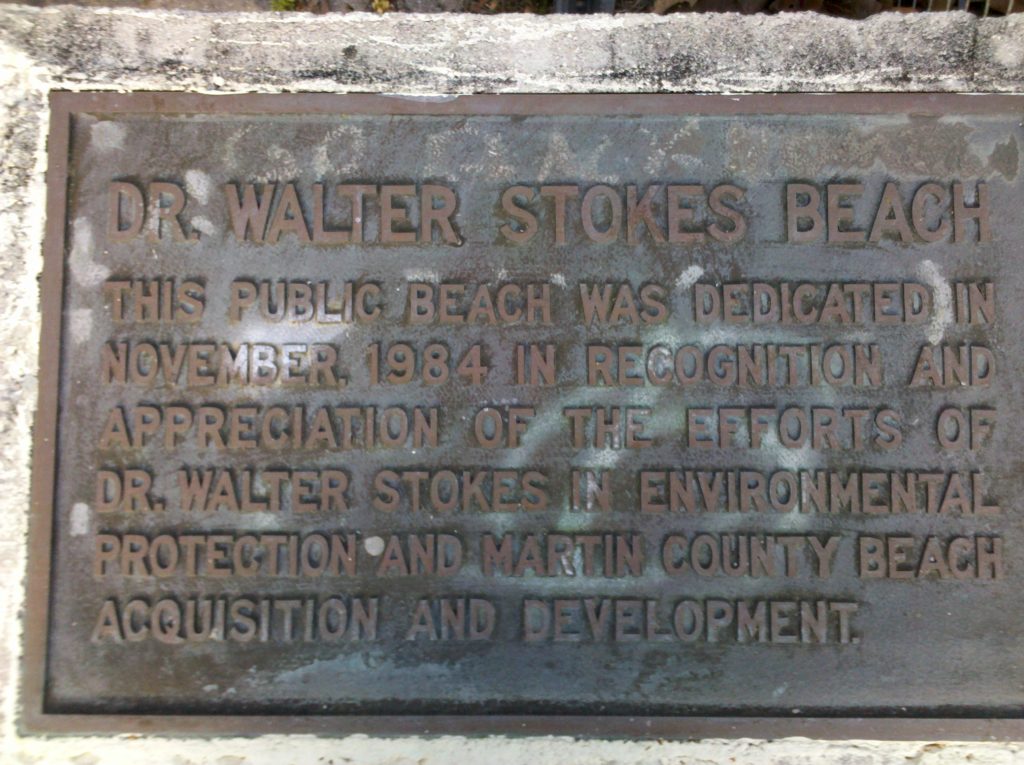 DR. WALTER STOKES BEACH
THIS PUBLIC BEACH WAS DEDICATED IN
NOVEMBER, 1984 IN RECOGNITION AND
APPRECIATION OF THE EFFORTS OF
DR. WALTER STOKES IN ENVIRONMENTAL
PROTECTION AND MARTIN COUNTY BEACH
ACQUISITION AND DEVELOPMENT.